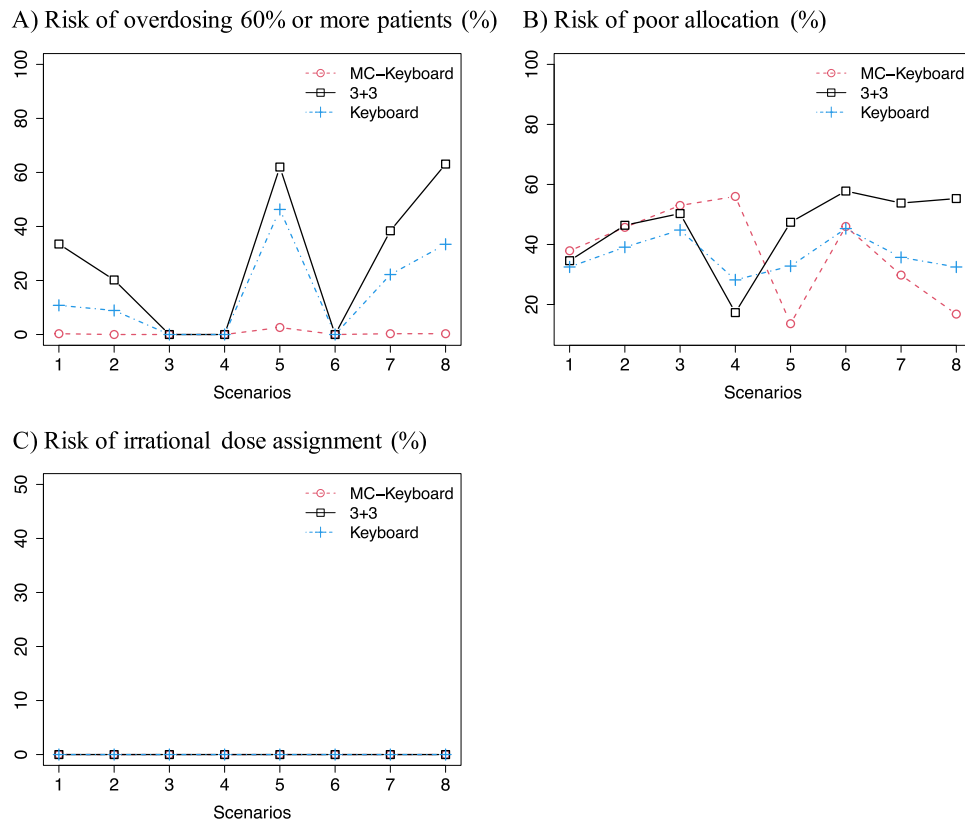 A) Risk of overdosing 60% or more patients (%)
100
80
60
40
20
0
MC−Keyboard
3+3
Keyboard
1 2 3 4 5 6 7 8
Scenarios
B) Risk of poor allocation (%)
100
80
60
40
20
MC−Keyboard
3+3
Keyboard
1 2 3 4 5 6 7 8
Scenarios
C) Risk of irrational dose assignment (%)
50
40
30
20
10
0
MC−Keyboard
3+3
Keyboard
1 2 3 4 5 6 7 8
Scenarios